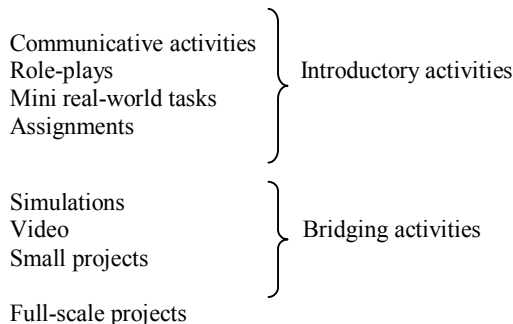 Communicative activities
Role-plays
Mini real-world tasks
Assignments
Introductory activities
Simulations
Video
Small projects
Bridging activities
Full-scale projects